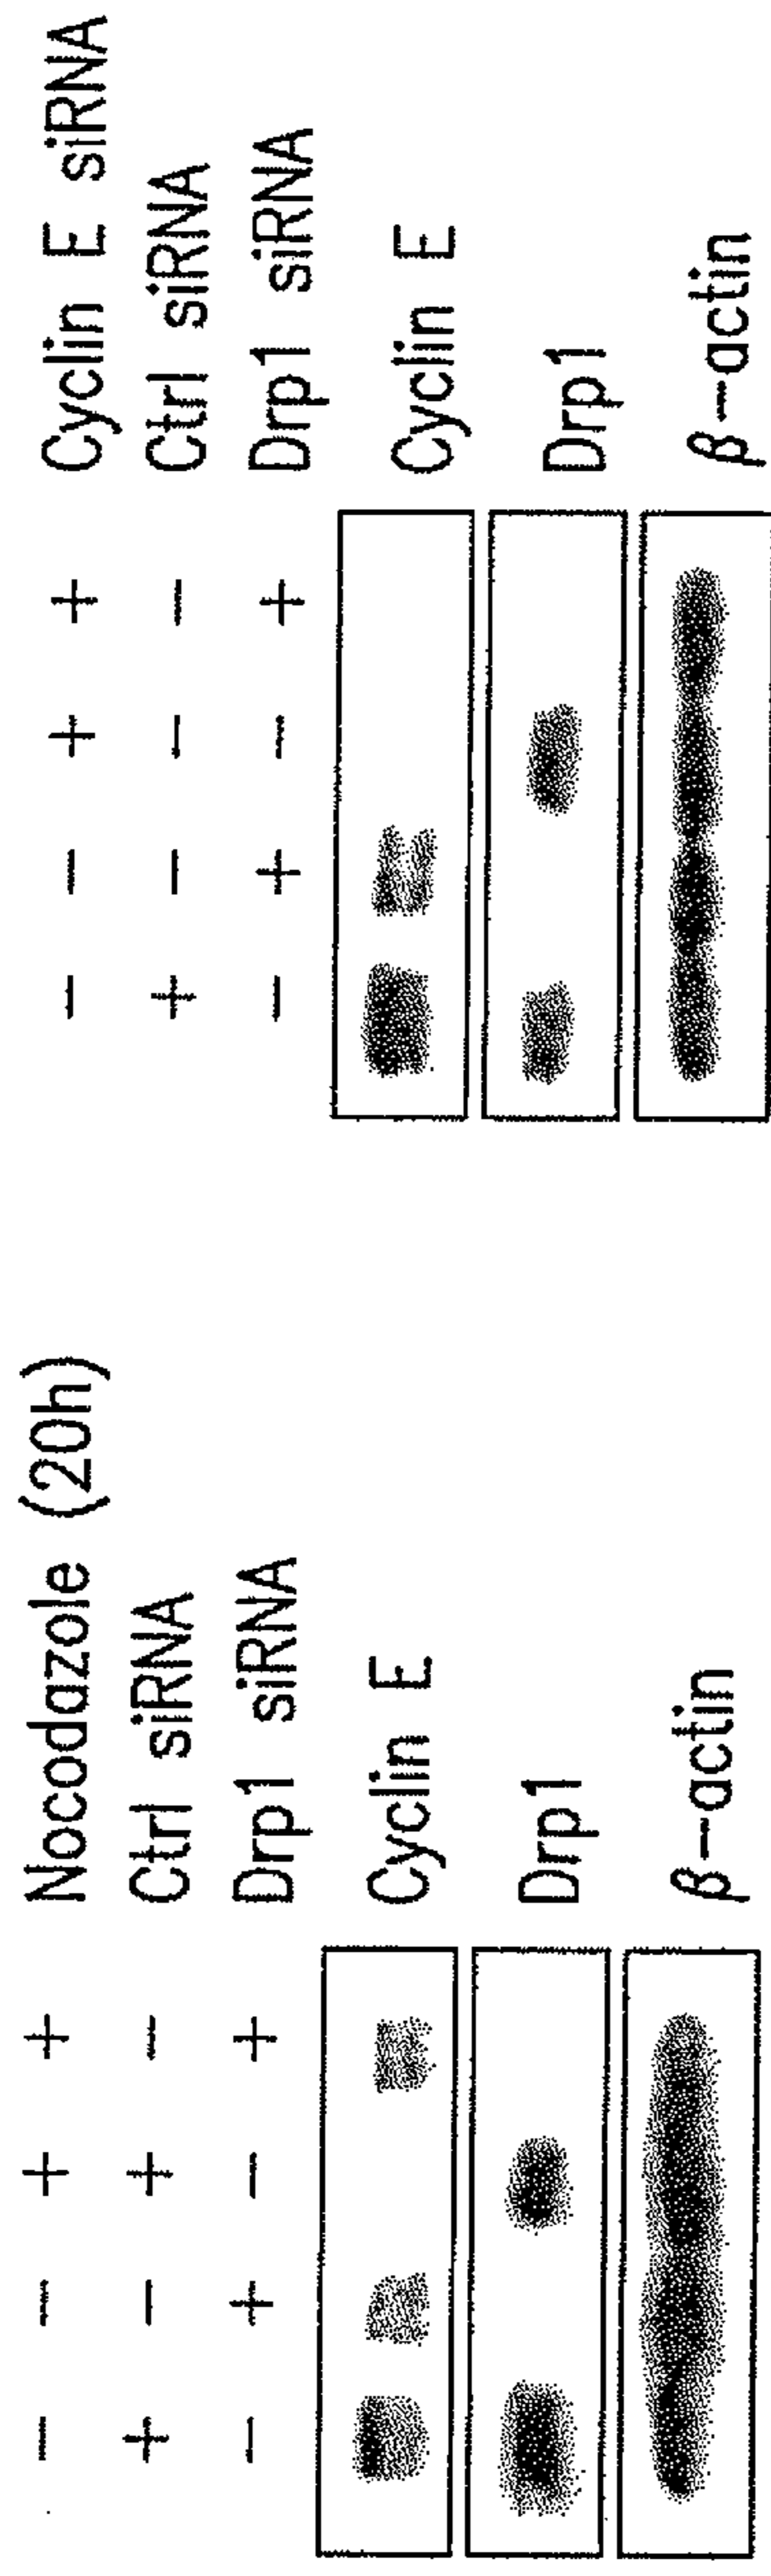 − − + + Nocodazole (20h)
+ − + − Ctrl siRNA
− + − + Drp1 siRNA
Cyclin E
Drp1
β−actin
− − + + Cyclin E siRNA
+ − − − Ctrl siRNA
− + − + Drp1 siRNA
Cyclin E
Drp1
β−actin